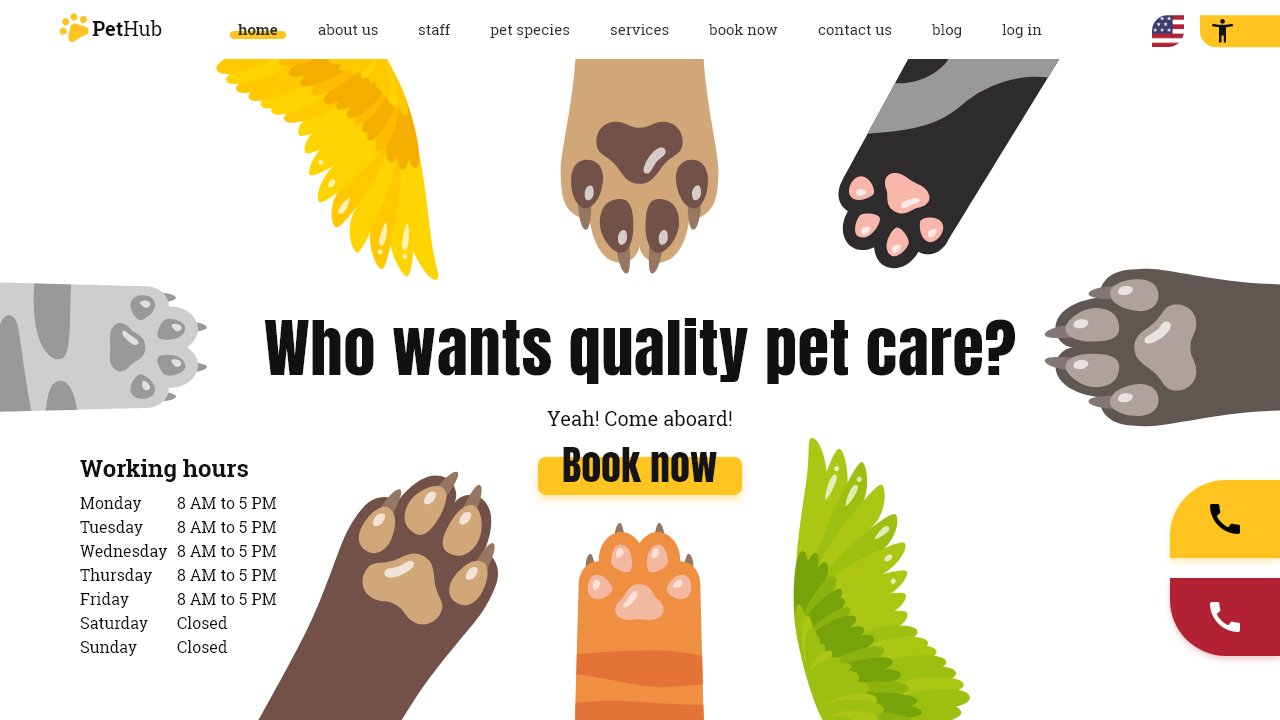 PetHub
home about us staff pet species services book now contact us blog log in
Who wants quality pet care?
Yeah! Come aboard!
Book now
Working hours
Monday 8 AM to 5 PM
Tuesday 8 AM to 5 PM
Wednesday 8 AM to 5 PM
Thursday 8 AM to 5 PM
Friday 8 AM to 5 PM
Saturday Closed
Sunday Closed